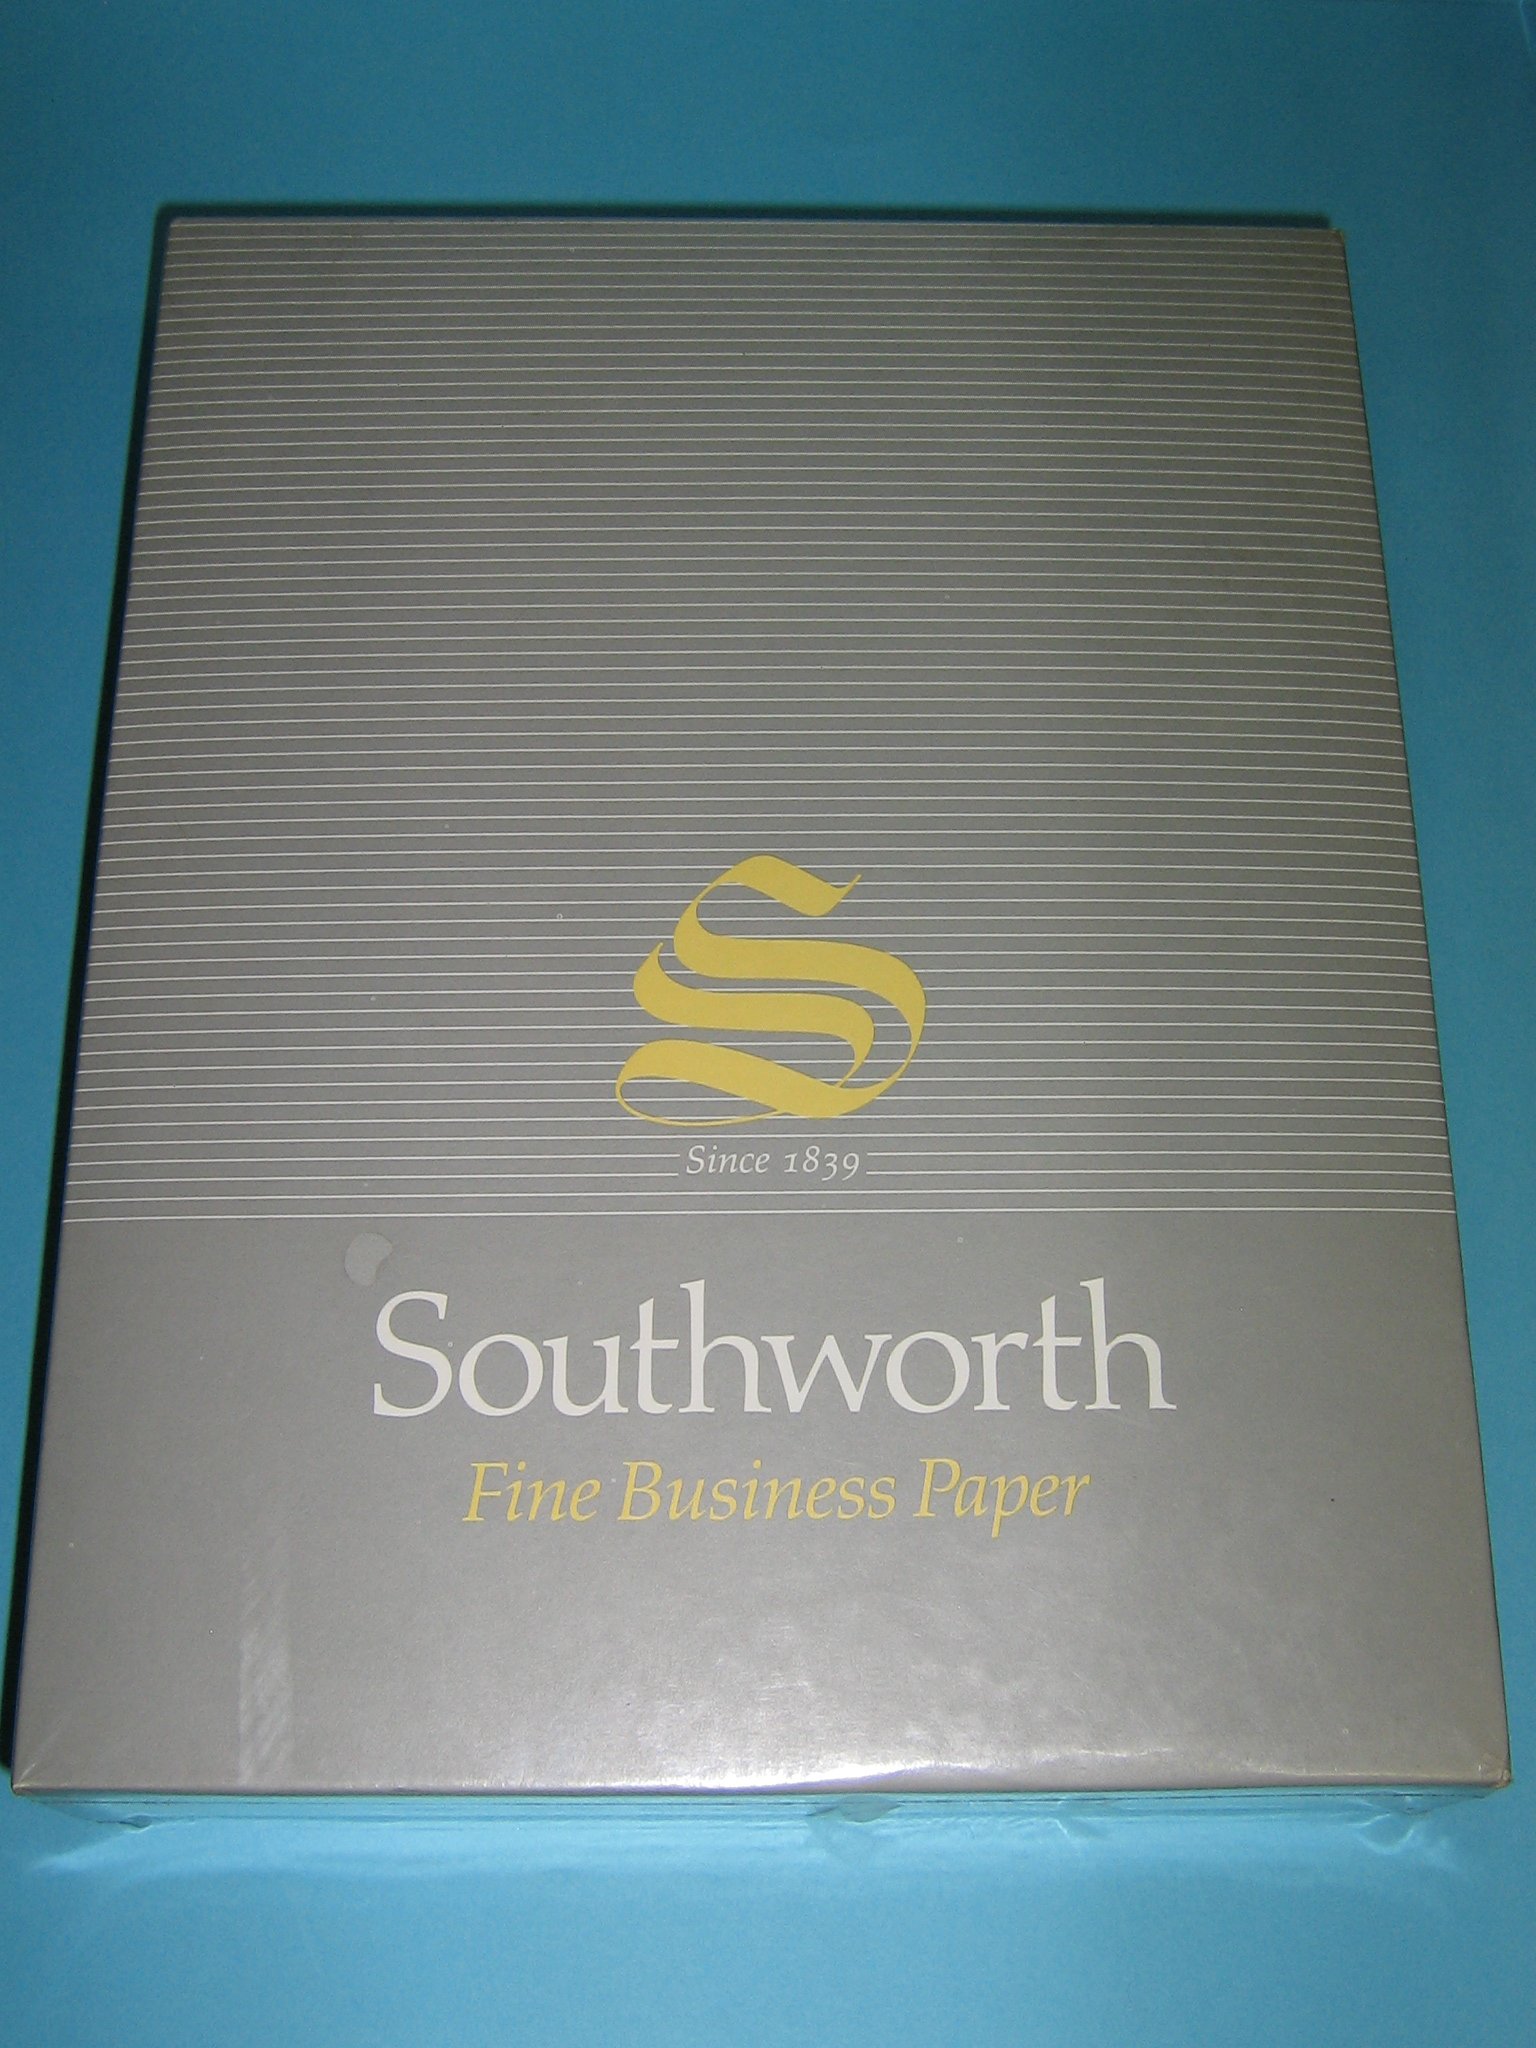 S
Since 1839
Southworth
Fine Business Paper